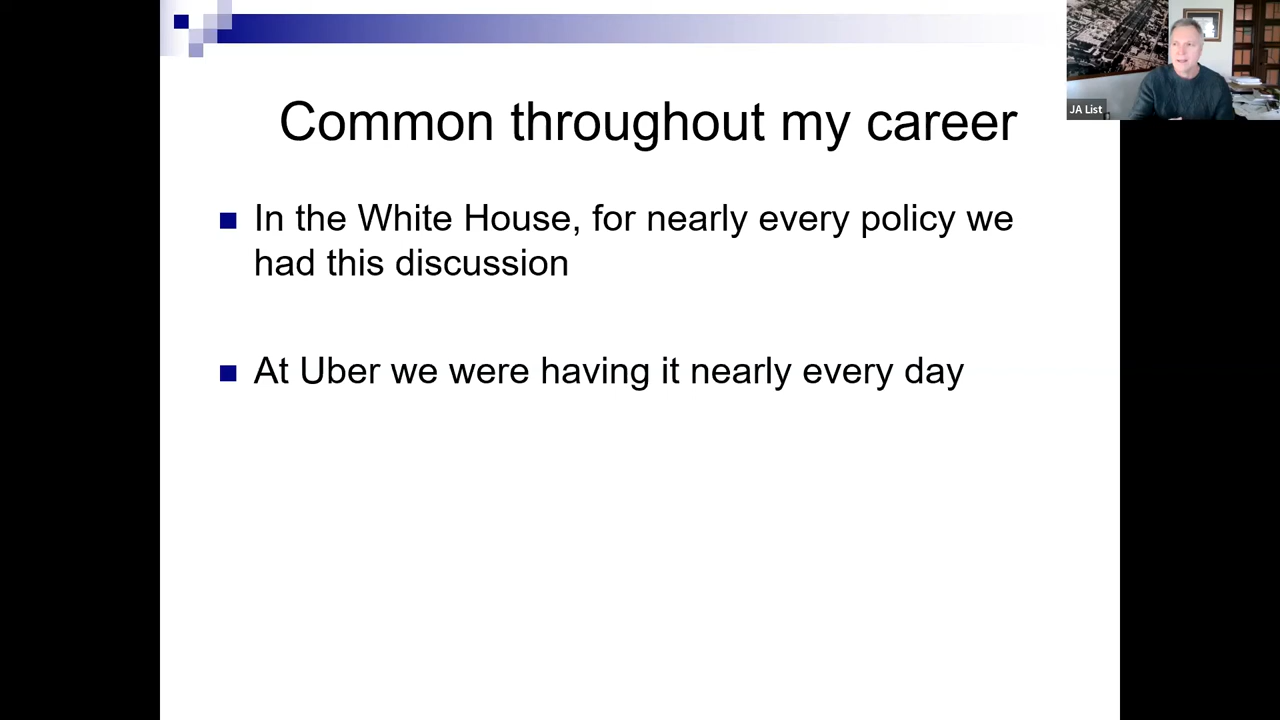 Common throughout my career
In the White House, for nearly every policy we
had this discussion
At Uber we were having it nearly every day
JA List